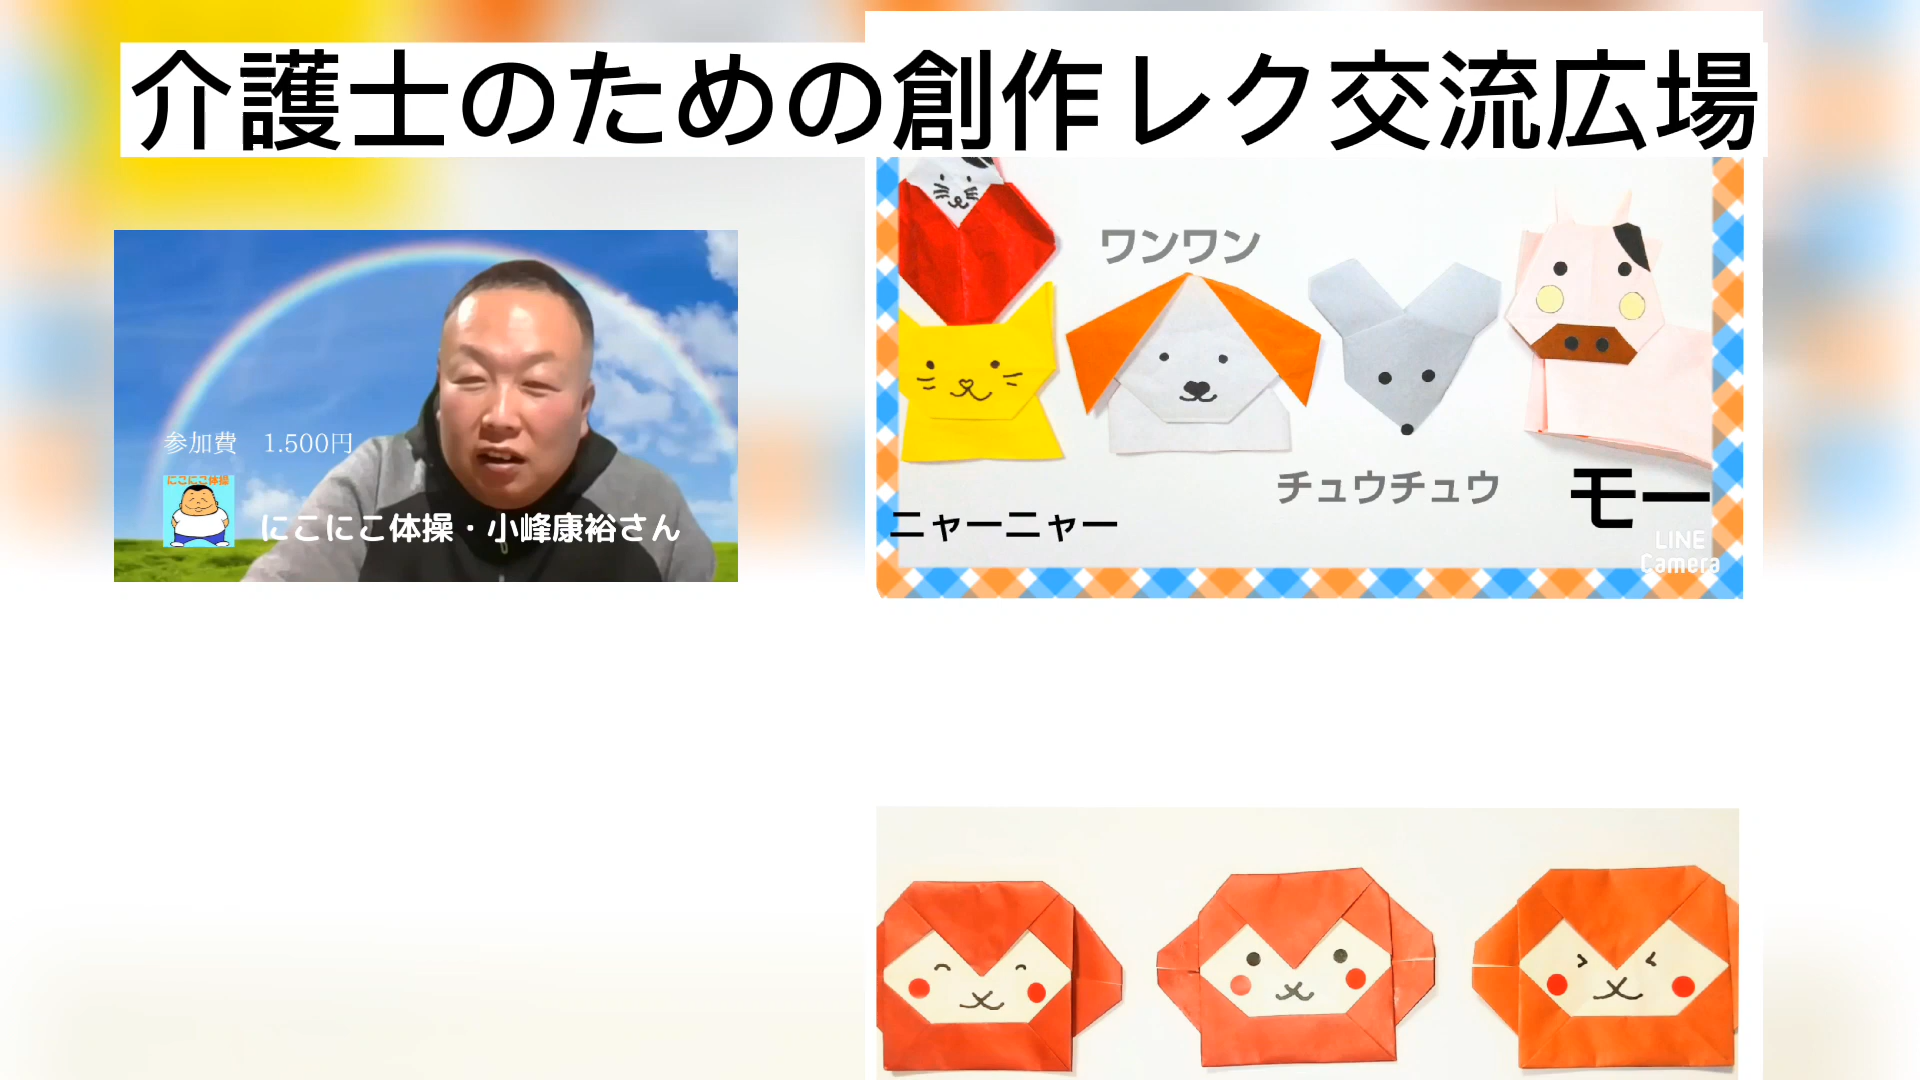 介護士のための創作レク交流広場
ワンワン
参加費　1.500円
にこにこ体操
にこにこ体操・小峰康裕さん
チュウチュウ
モー
ニャーニャー
LINE
Camera